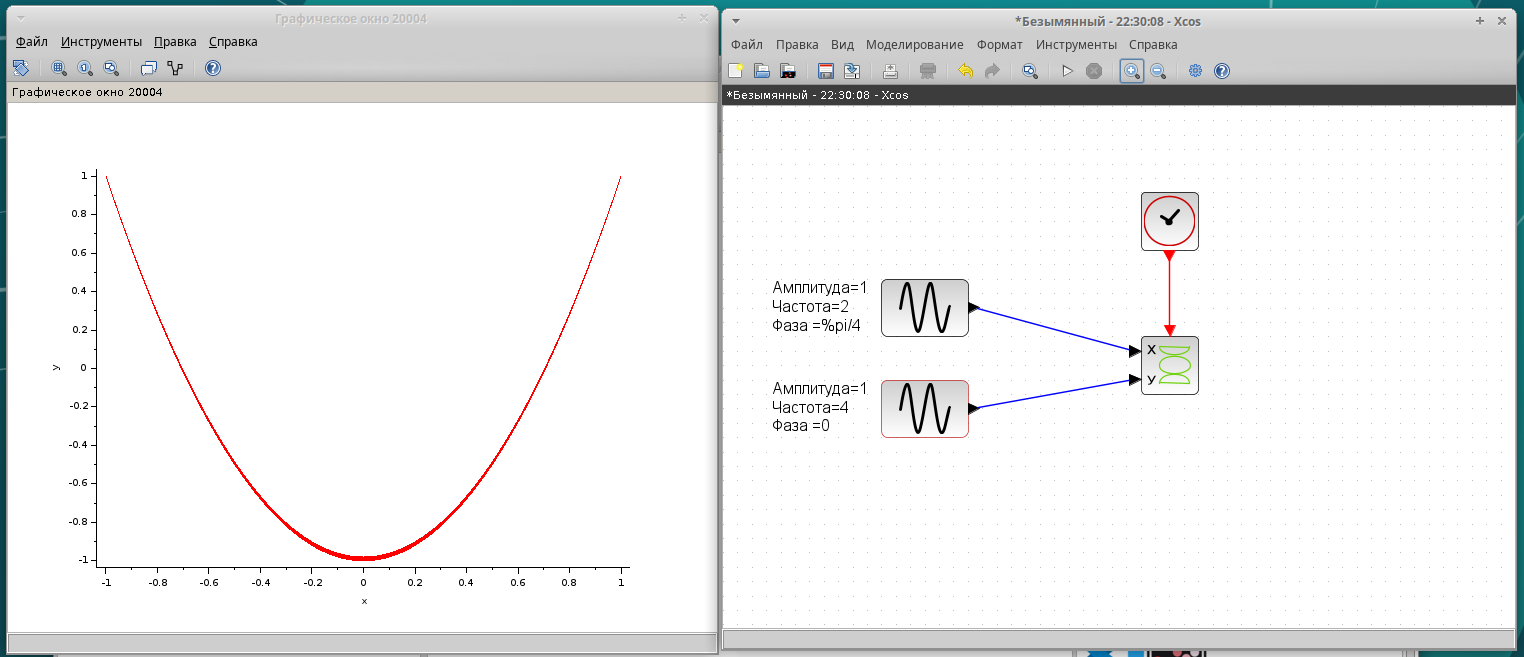 Графическое окно 20004
Файл Инструменты Правка Справка
Графическое окно 20004
1
0.8
0.6
0.4
0.2
0
-0.2
-0.4
-0.6
-0.8
-1
y
-1 -0.8 -0.6 -0.4 -0.2 0 0.2 0.4 0.6 0.8 1
x
*Безымянный - 22:30:08 - Xcos
Файл Правка Вид Моделирование Формат Инструменты Справка
*Безымянный - 22:30:08 - Xcos
Амплитуда=1
Частота=2
Фаза =%pi/4
Амплитуда=1
Частота=4
Фаза =0
X
y